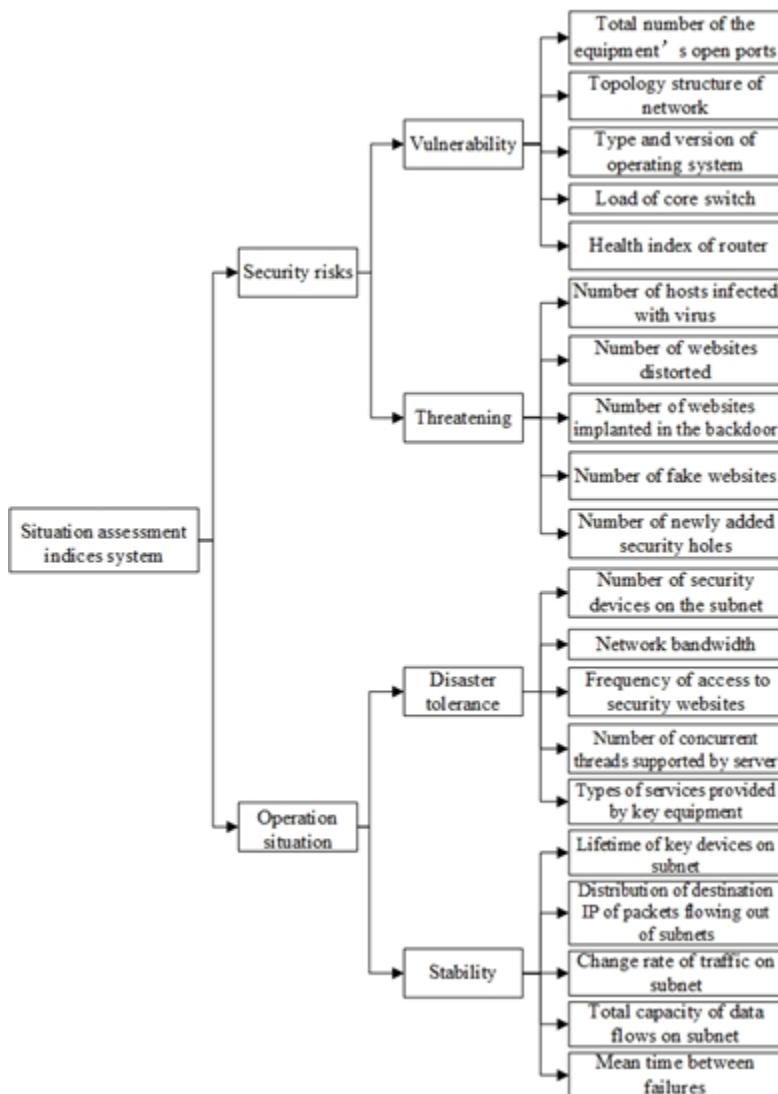 Total number of the
equipment’s open ports
Topology structure of
network
Vulnerability
Type and version of
operating system
Load of core switch
Health index of router
Security risks
Number of hosts infected
with virus
Number of websites
distorted
Threatening
Number of websites
implanted in the backdoor
Number of fake websites
Number of newly added
security holes
Situation assessment
indices system
Number of security
devices on the subnet
Network bandwidth
Disaster
tolerance
Frequency of access to
security websites
Number of concurrent
threads supported by server
Types of services provided
by key equipment
Operation
situation
Lifetime of key devices on
subnet
Distribution of destination
IP of packets flowing out
of subnets
Stability
Change rate of traffic on
subnet
Total capacity of data
flows on subnet
Mean time between
failures